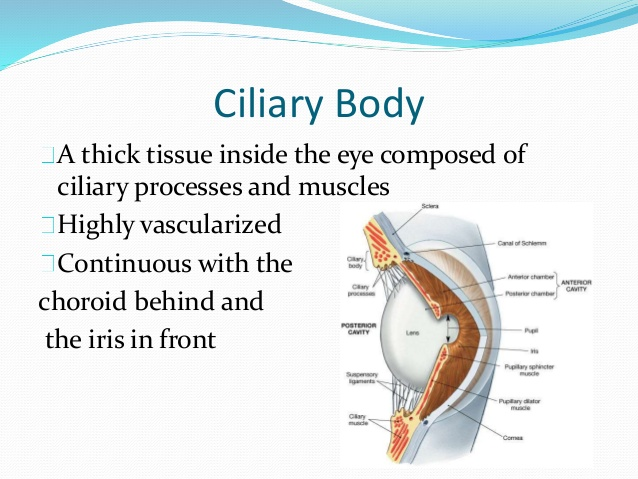 Ciliary Body
A thick tissue inside the eye composed of
ciliary processes and muscles
Highly vascularized
Continuous with the
choroid behind and
the iris in front
Sclera
Canal of Schlemm
Ciliary
body
Anterior chamber
ANTERIOR
CAVITY
Posterior chamber
Ciliary
processes
POSTERIOR
CAVITY
Lens
Pupil
Iris
Pupillary sphincter
muscle
Suspensory
ligaments
Pupillary dilator
muscle
Ciliary
muscle
Cornea